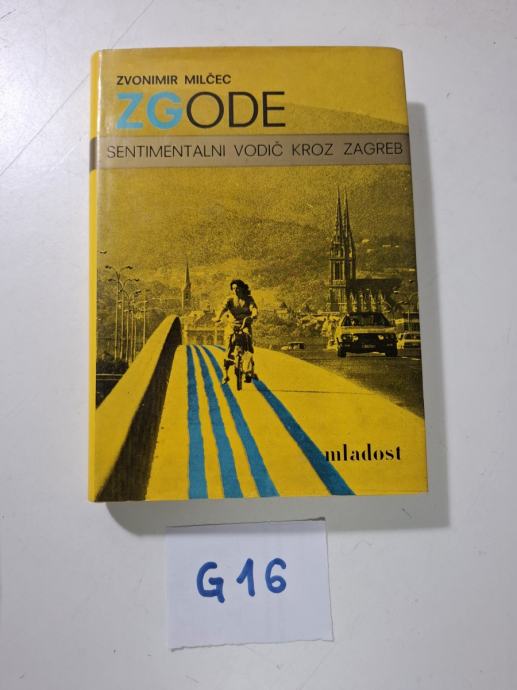 ZVONIMIR MILČEC
ZGODE
SENTIMENTALNI VODIČ KROZ ZAGREB
mladost
G16